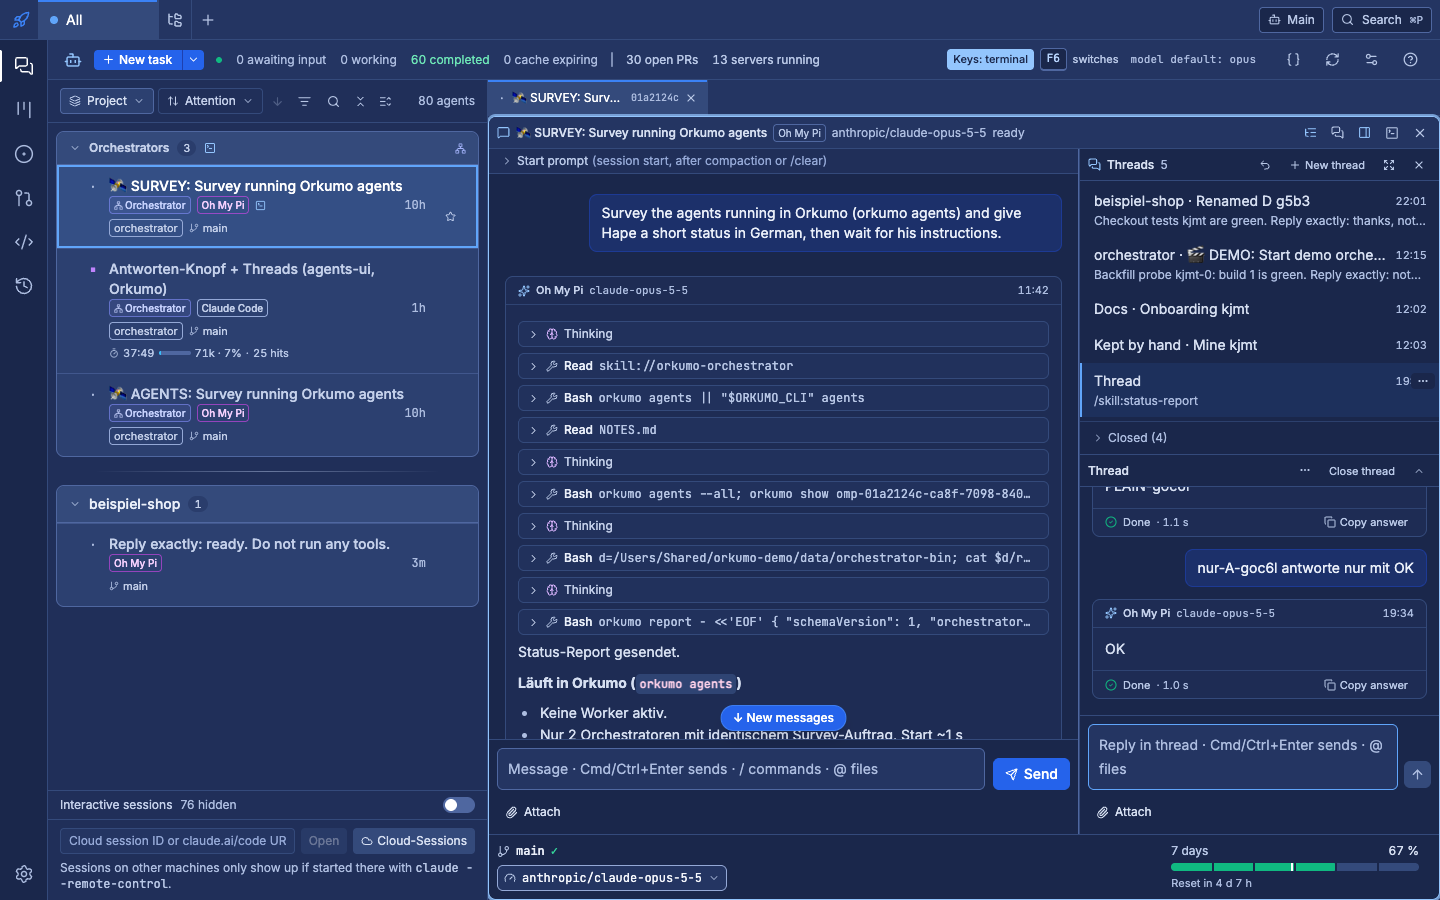 All
Main
Search ⌘P
+ New task
0 awaiting input
0 working
60 completed
0 cache expiring
30 open PRs
13 servers running
Keys: terminal
F6
switches
model default: opus
Project
Attention
80 agents
Orchestrators 3
SURVEY: Survey running Orkumo agents
Orchestrator
Oh My Pi
10h
orchestrator
main
Antworten-Knopf + Threads (agents-ui,
Orkumo)
Orchestrator
Claude Code
1h
orchestrator
main
37:49
71k · 7% · 25 hits
AGENTS: Survey running Orkumo agents
Orchestrator
Oh My Pi
10h
orchestrator
main
beispiel-shop 1
Reply exactly: ready. Do not run any tools.
Oh My Pi
3m
main
Interactive sessions 76 hidden
Cloud session ID or claude.ai/code UR
Open
Cloud-Sessions
Sessions on other machines only show up if started there with claude -
-remote-control.
SURVEY: Surv... 01a2124c
SURVEY: Survey running Orkumo agents
Oh My Pi
anthropic/claude-opus-5-5 ready
Start prompt (session start, after compaction or /clear)
Survey the agents running in Orkumo (orkumo agents) and give
Hape a short status in German, then wait for his instructions.
Oh My Pi claude-opus-5-5
11:42
Thinking
Read skill://orkumo-orchestrator
Bash orkumo agents || "$ORKUMO_CLI" agents
Read NOTES.md
Thinking
Bash orkumo agents --all; orkumo show omp-01a2124c-ca8f-7098-840…
Thinking
Bash d=/Users/Shared/orkumo-demo/data/orchestrator-bin; cat $d/r…
Thinking
Bash orkumo report - <<'EOF' { "schemaVersion": 1, "orchestrator…
Status-Report gesendet.
Läuft in Orkumo (orkumo agents)
• Keine Worker aktiv.
• Nur 2 Orchestratoren mit identischem Survey-Auftrag. Start ~1 s
New messages
Message · Cmd/Ctrl+Enter sends · / commands · @ files
Send
Attach
main ✓
anthropic/claude-opus-5-5
7 days
67 %
Reset in 4 d 7 h
Threads 5
+ New thread
beispiel-shop · Renamed D g5b3
22:01
Checkout tests kjmt are green. Reply exactly: thanks, not...
orchestrator · DEMO: Start demo orche...
12:15
Backfill probe kjmt-0: build 1 is green. Reply exactly: not...
Docs · Onboarding kjmt
12:02
Kept by hand · Mine kjmt
12:03
Thread
19:
/skill:status-report
Closed (4)
Thread
Close thread
PLAIN-goc6l
Done · 1.1 s
Copy answer
nur-A-goc6l antworte nur mit OK
Oh My Pi claude-opus-5-5
19:34
OK
Done · 1.0 s
Copy answer
Reply in thread · Cmd/Ctrl+Enter sends · @
files
Attach